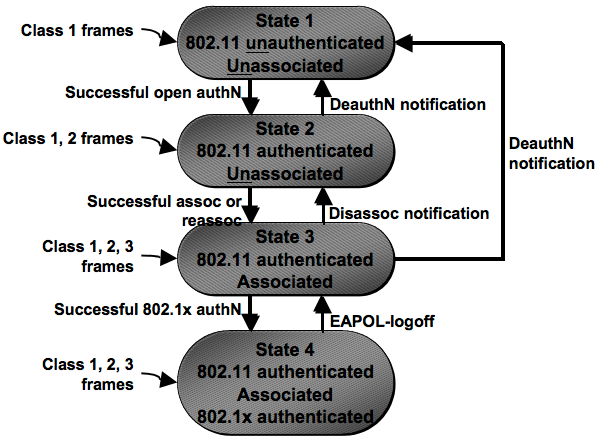 State 1
Class 1 frames
802.11 unauthenticated
Unassociated
Successful open authN
DeauthN notification
State 2
Class 1, 2 frames
802.11 authenticated
Unassociated
DeauthN
notification
Successful assoc or
reassoc
Disassoc notification
State 3
Class 1, 2, 3
frames
802.11 authenticated
Associated
Successful 802.1x authN
EAPOL-logoff
State 4
Class 1, 2, 3
frames
802.11 authenticated
Associated
802.1x authenticated